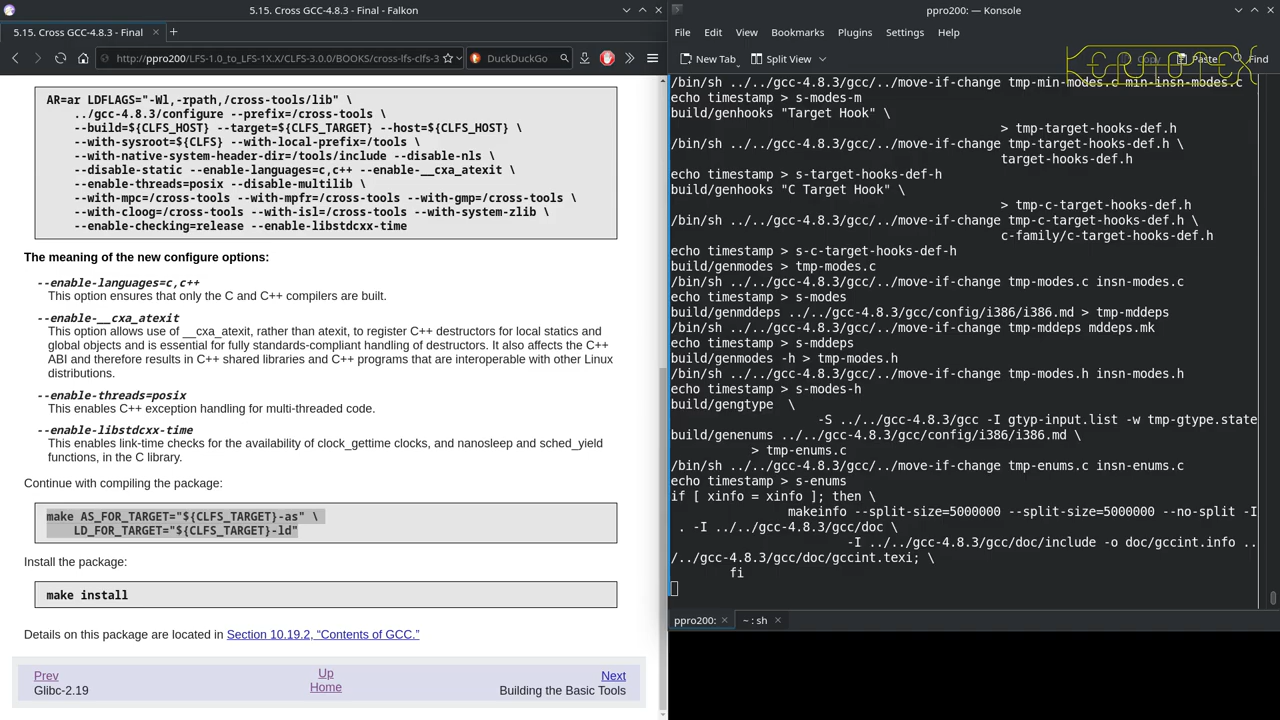 5.15. Cross GCC-4.8.3 - Final - Falkon
5.15. Cross GCC-4.8.3 - Final
http://ppro200/LFS-1.0_to_LFS-1X.X/CLFS-3.0.0/BOOKS/cross-lfs-clfs-3
DuckDuckGo
AR=ar LDFLAGS="-Wl,-rpath,/cross-tools/lib" \
../gcc-4.8.3/configure --prefix=/cross-tools \
--build=${CLFS_HOST} --target=${CLFS_TARGET} --host=${CLFS_HOST} \
--with-sysroot=${CLFS} --with-local-prefix=/tools \
--with-native-system-header-dir=/tools/include --disable-nls \
--disable-static --enable-languages=c,c++ --enable-__cxa_atexit \
--enable-threads=posix --disable-multilib \
--with-mpc=/cross-tools --with-mpfr=/cross-tools --with-gmp=/cross-tools \
--with-cloog=/cross-tools --with-isl=/cross-tools --with-system-zlib \
--enable-checking=release --enable-libstdcxx-time
The meaning of the new configure options:
--enable-languages=c,c++
This option ensures that only the C and C++ compilers are built.
--enable-__cxa_atexit
This option allows use of __cxa_atexit, rather than atexit, to register C++ destructors for local statics and
global objects and is essential for fully standards-compliant handling of destructors. It also affects the C++
ABI and therefore results in C++ shared libraries and C++ programs that are interoperable with other Linux
distributions.
--enable-threads=posix
This enables C++ exception handling for multi-threaded code.
--enable-libstdcxx-time
This enables link-time checks for the availability of clock_gettime clocks, and nanosleep and sched_yield
functions, in the C library.
Continue with compiling the package:
make AS_FOR_TARGET="${CLFS_TARGET}-as" \
LD_FOR_TARGET="${CLFS_TARGET}-ld"
Install the package:
make install
Details on this package are located in Section 10.19.2, “Contents of GCC.”
Prev
Glibc-2.19
Up
Home
Next
Building the Basic Tools
ppro200: — Konsole
File Edit View Bookmarks Plugins Settings Help
New Tab Split View Copy Paste Find
/bin/sh ../../gcc-4.8.3/gcc/../move-if-change tmp-min-modes.c min-insn-modes.c
echo timestamp > s-modes-m
build/genhooks "Target Hook" \
> tmp-target-hooks-def.h
/bin/sh ../../gcc-4.8.3/gcc/../move-if-change tmp-target-hooks-def.h \
target-hooks-def.h
echo timestamp > s-target-hooks-def-h
build/genhooks "C Target Hook" \
> tmp-c-target-hooks-def.h
/bin/sh ../../gcc-4.8.3/gcc/../move-if-change tmp-c-target-hooks-def.h \
c-family/c-target-hooks-def.h
echo timestamp > s-c-target-hooks-def-h
build/genmodes > tmp-modes.c
/bin/sh ../../gcc-4.8.3/gcc/../move-if-change tmp-modes.c insn-modes.c
echo timestamp > s-modes
build/genmddeps ../../gcc-4.8.3/gcc/config/i386/i386.md > tmp-mddeps
/bin/sh ../../gcc-4.8.3/gcc/../move-if-change tmp-mddeps mddeps.mk
echo timestamp > s-mddeps
build/genmodes -h > tmp-modes.h
/bin/sh ../../gcc-4.8.3/gcc/../move-if-change tmp-modes.h insn-modes.h
echo timestamp > s-modes-h
build/gengtype \
-S ../../gcc-4.8.3/gcc -I gtyp-input.list -w tmp-gtype.state
build/genenums ../../gcc-4.8.3/gcc/config/i386/i386.md \
> tmp-enums.c
/bin/sh ../../gcc-4.8.3/gcc/../move-if-change tmp-enums.c insn-enums.c
echo timestamp > s-enums
if [ xinfo = xinfo ]; then \
makeinfo --split-size=5000000 --split-size=5000000 --no-split -I
. -I ../../gcc-4.8.3/gcc/doc \
-I ../../gcc-4.8.3/gcc/doc/include -o doc/gccint.info ..
/../gcc-4.8.3/gcc/doc/gccint.texi; \
fi
ppro200:
~ : sh